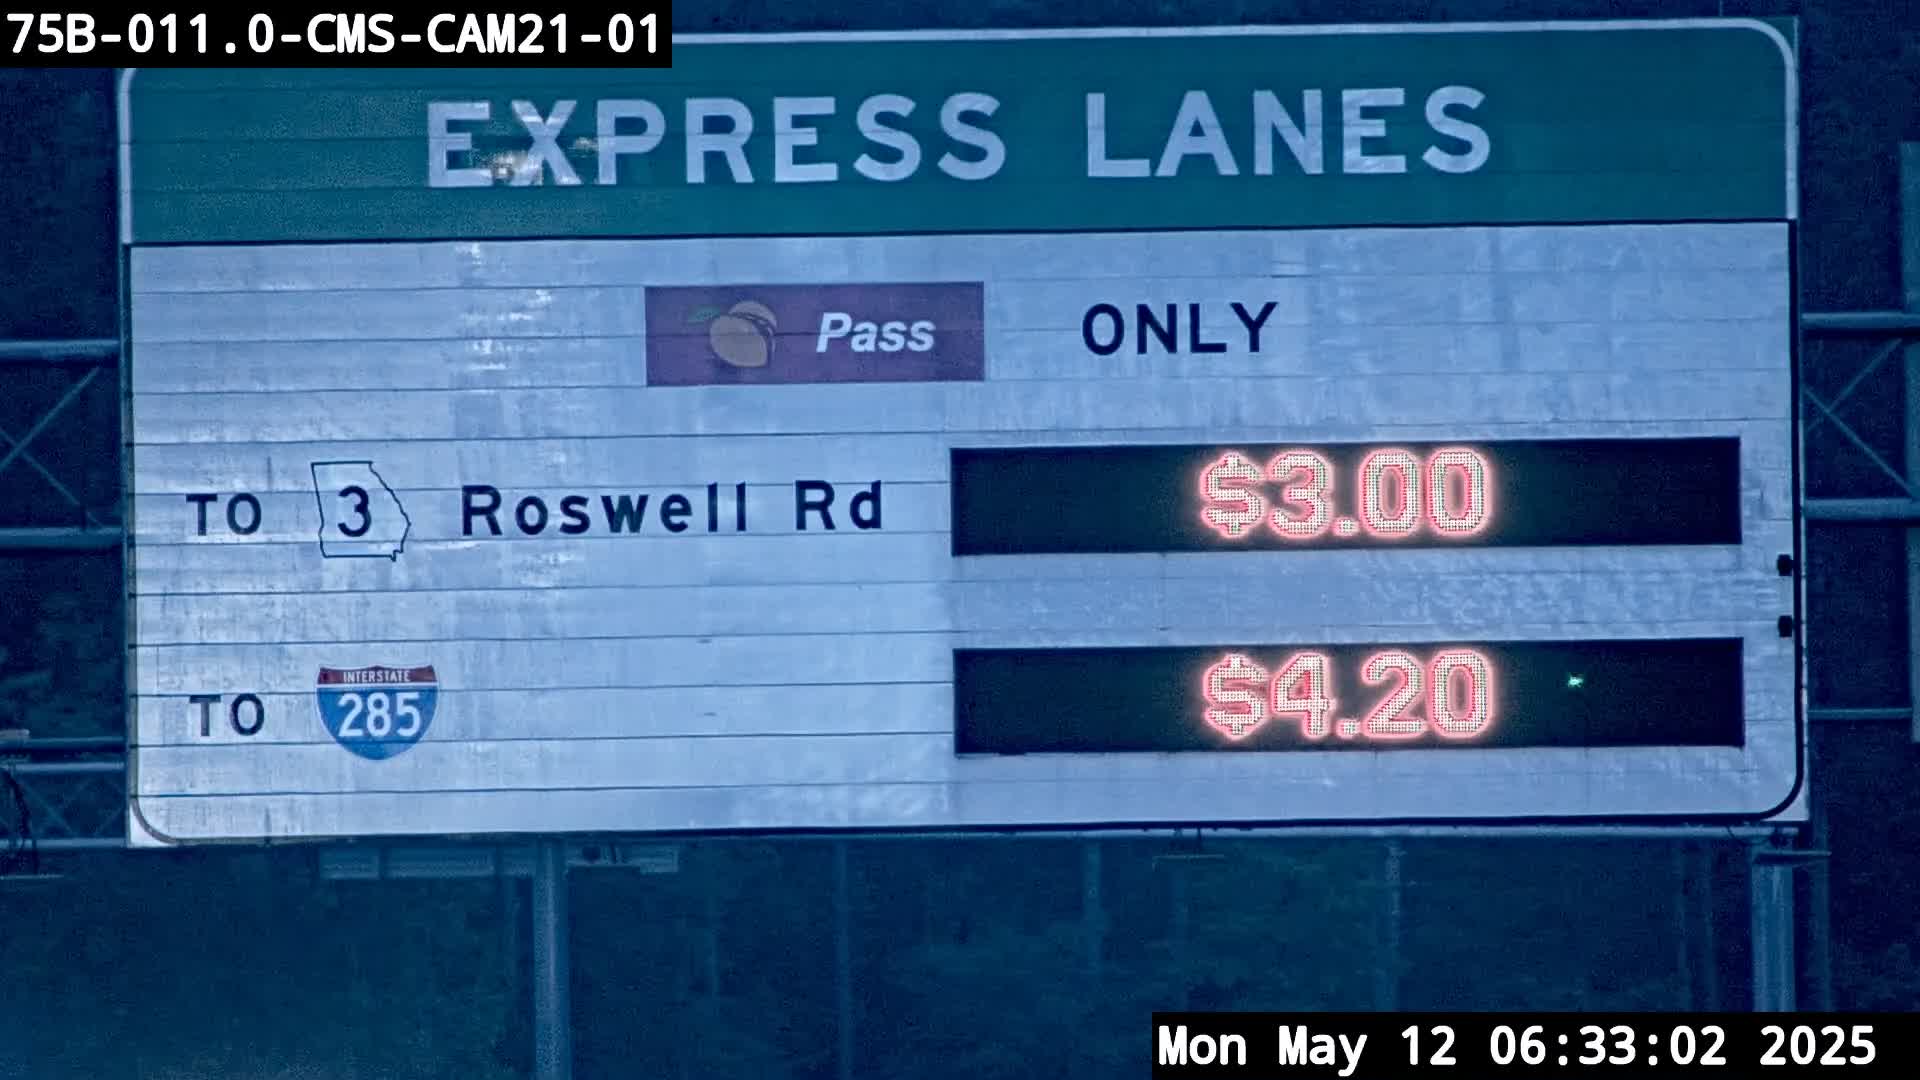 75B-011.0-CMS-CAM21-01
EXPRESS LANES
Pass ONLY
TO 3 Roswell Rd $3.00
TO INTERSTATE 285 $4.20
Mon May 12 06:33:02 2025